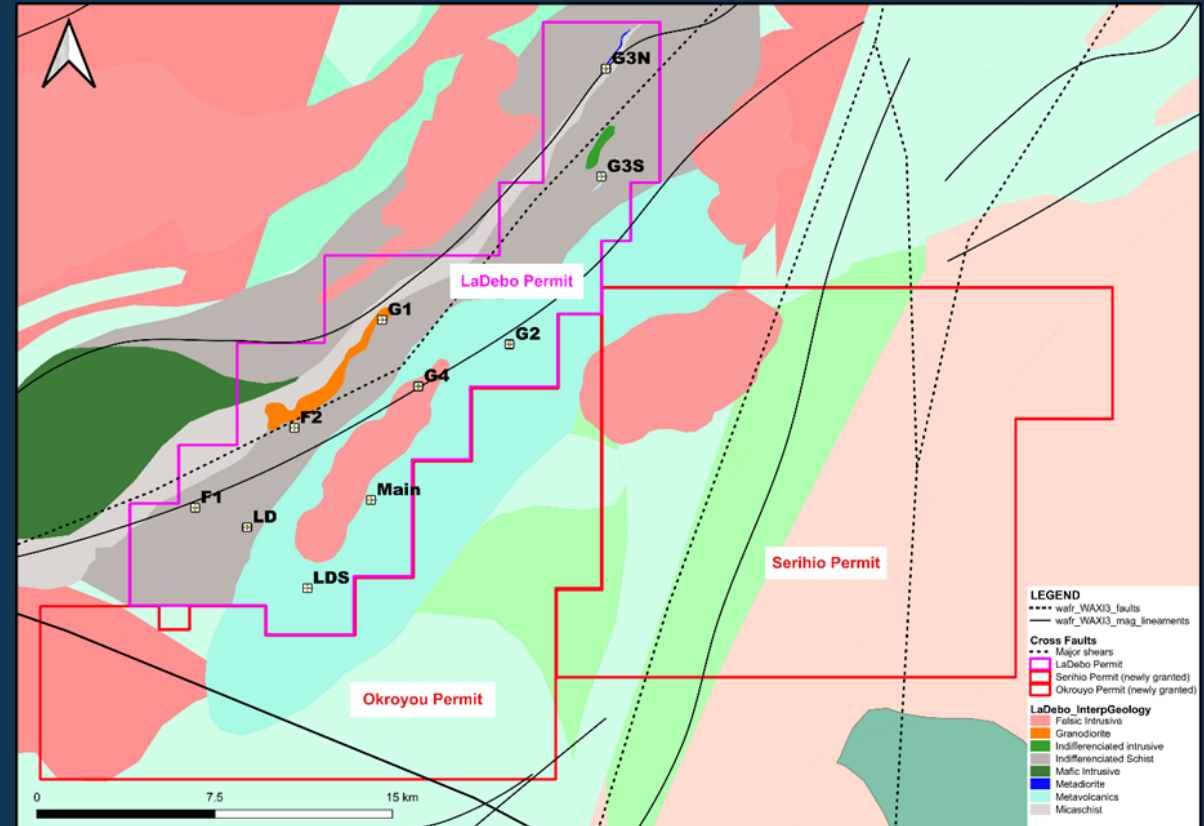 G3N
G3S
LaDebo Permit
G1
G2
G4
F2
Main
F1
LD
LDS
Serihio Permit
Okroyou Permit
LEGEND
wafr_WAXI3_faults
wafr_WAXI3_mag_lineaments
Cross Faults
Major shears
LaDebo Permit
Serihio Permit (newly granted)
Okrouyo Permit (newly granted)
LaDebo_InterpGeology
Felsic Intrusive
Granodiorite
Indifferenciated intrusive
Indifferenciated Schist
Mafic Intrusive
Metadiorite
Metavolcanics
Micaschist
0 7.5 15 km